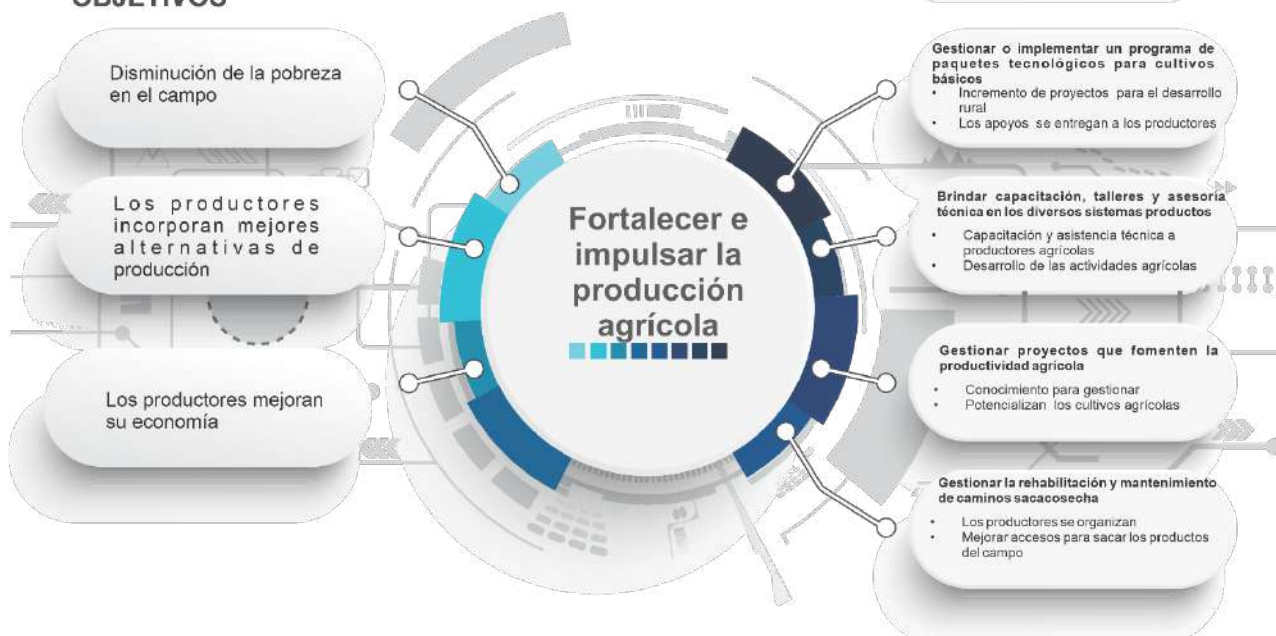 OBJETIVOS
Disminución de la pobreza
en el campo
Los productores
incorporan mejores
alternativas de
producción
Los productores mejoran
su economía
Fortalecer e
impulsar la
producción
agrícola
Gestionar o implementar un programa de
paquetes tecnológicos para cultivos
básicos
• Incremento de proyectos para el desarrollo
rural
• Los apoyos se entregan a los productores
Brindar capacitación, talleres y asesoría
técnica en los diversos sistemas productos
• Capacitación y asistencia técnica a
productores agrícolas
• Desarrollo de las actividades agrícolas
Gestionar proyectos que fomenten la
productividad agrícola
• Conocimiento para gestionar
• Potencializan los cultivos agrícolas
Gestionar la rehabilitación y mantenimiento
de caminos sacacosecha
• Los productores se organizan
• Mejorar accesos para sacar los productos
del campo